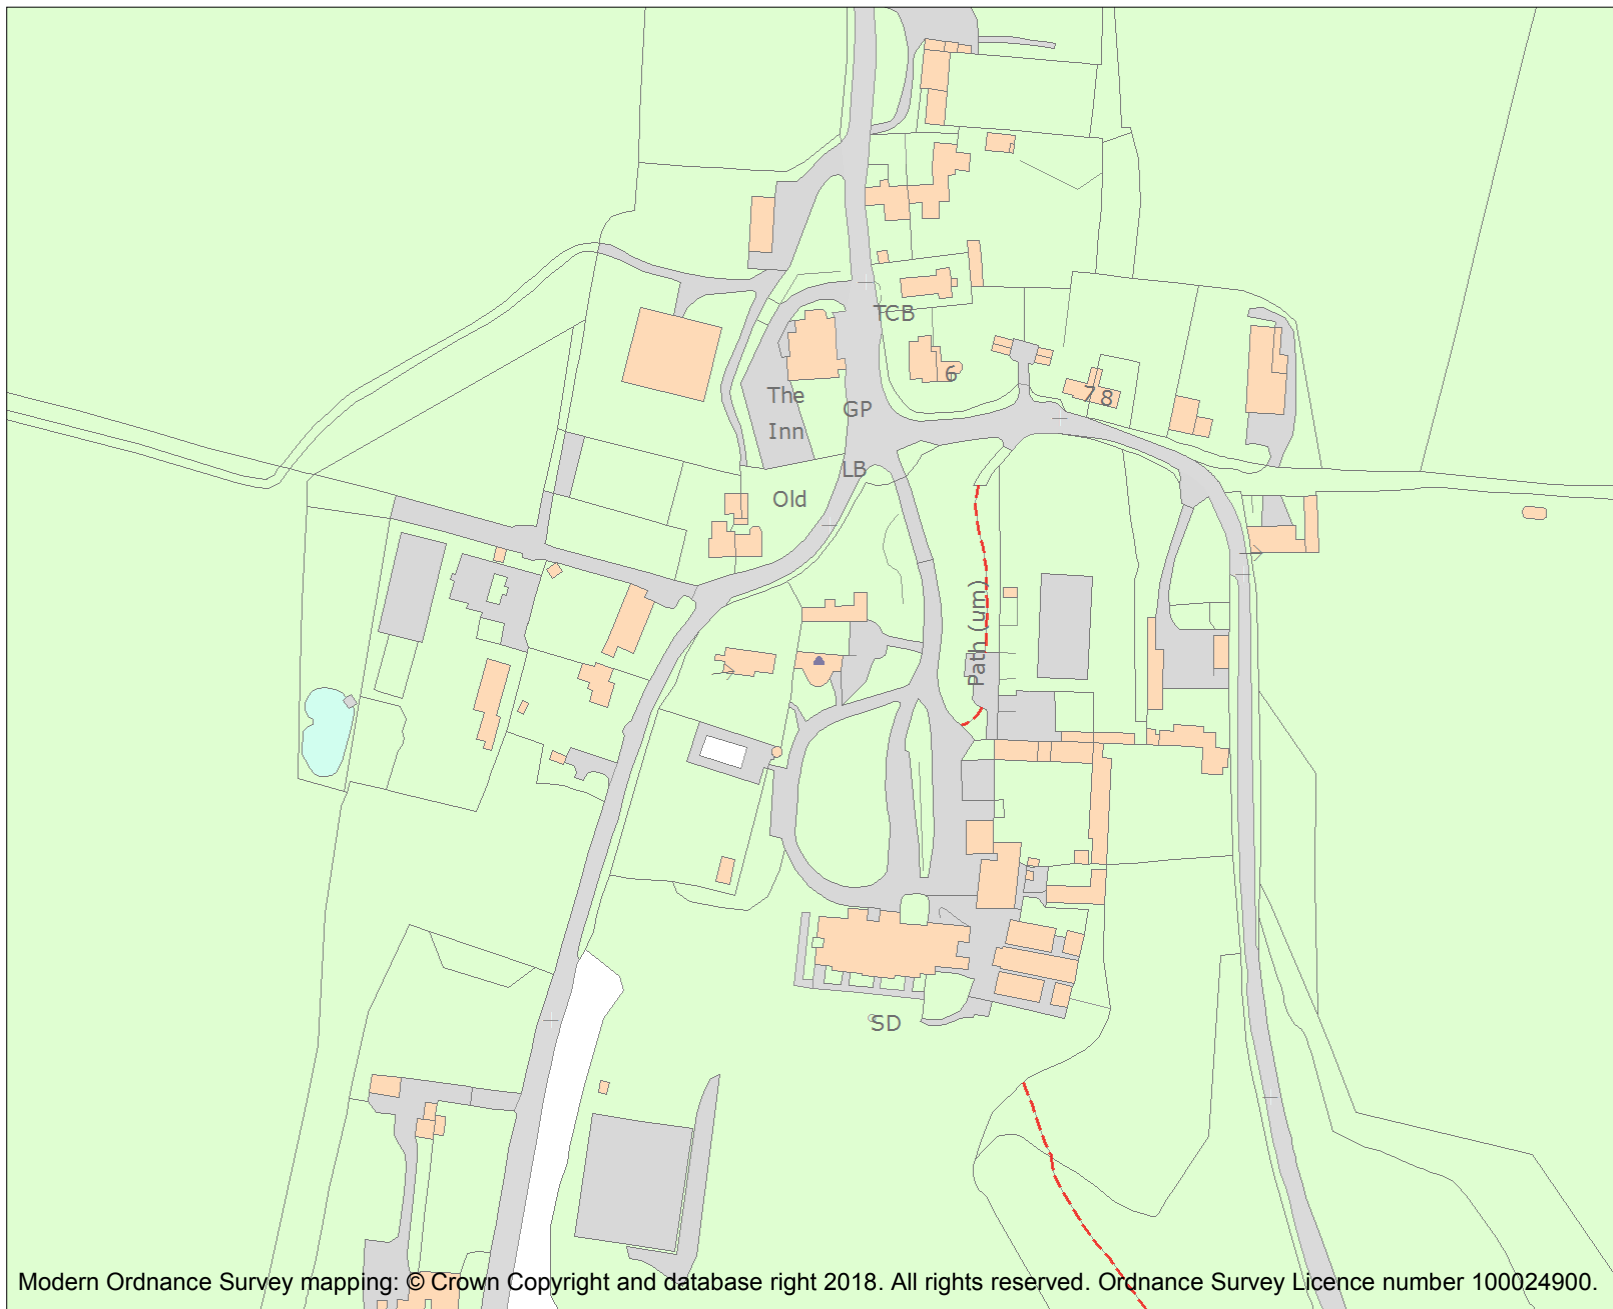 TCB
6
7 8
The
Inn
GP
LB
Old
Path (um)
SD
Modern Ordnance Survey mapping: © Crown Copyright and database right 2018. All rights reserved. Ordnance Survey Licence number 100024900.